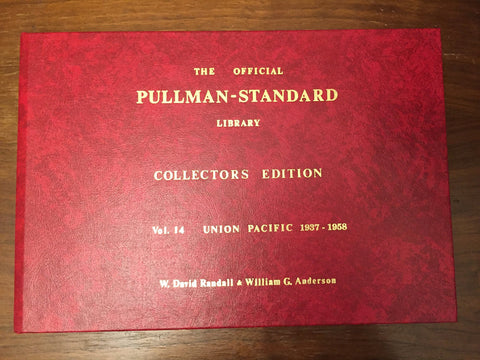 THE OFFICIAL
PULLMAN-STANDARD
LIBRARY
COLLECTORS EDITION
Vol. 14 UNION PACIFIC 1937-1958
W. David Randall & William G. Anderson